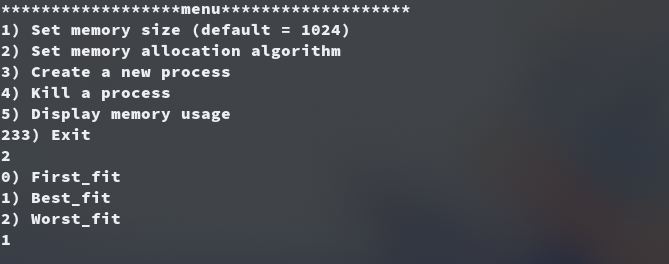 ******************menu*******************
1) Set memory size (default = 1024)
2) Set memory allocation algorithm
3) Create a new process
4) Kill a process
5) Display memory usage
233) Exit
2
0) First_fit
1) Best_fit
2) Worst_fit
1